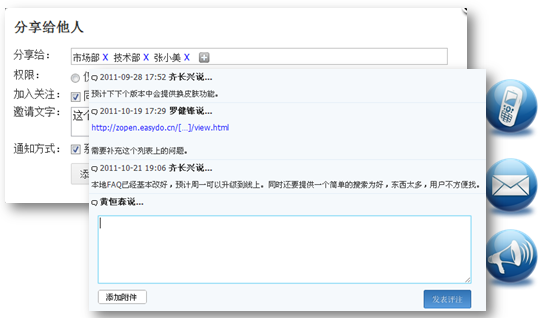 分享给他人
分享给： 市场部 X 技术部 X 张小美 X
权限：
加入关注：
邀请文字： 这
通知方式：
添
2011-09-28 17:52 齐长兴说...
预计下下个版本中会提供换皮肤功能。
2011-10-19 17:29 罗健锋说...
http://zopen.easydo.cn/[...]/view.html
需要补充这个列表上的问题。
2011-10-21 19:06 齐长兴说...
本地FAQ已经基本改好，预计周一可以升级到线上。同时还要提供一个简单的搜索为好，东西太多，用户不方便找。
黄恒森说...
添加附件
发表评注